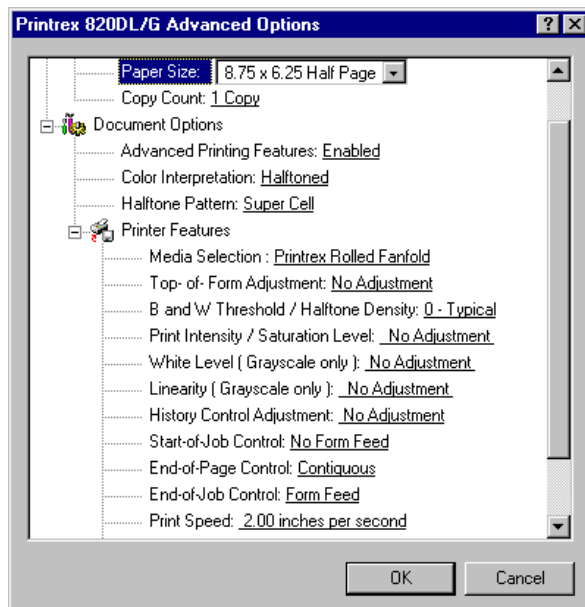 Printrex 820DL/G Advanced Options
Paper Size: 8.75 x 6.25 Half Page
Copy Count: 1 Copy
Document Options
Advanced Printing Features: Enabled
Color Interpretation: Halftoned
Halftone Pattern: Super Cell
Printer Features
Media Selection : Printrex Rolled Fanfold
Top- of- Form Adjustment: No Adjustment
B and W Threshold / Halftone Density: 0 - Typical
Print Intensity / Saturation Level: No Adjustment
White Level ( Grayscale only ): No Adjustment
Linearity ( Grayscale only ): No Adjustment
History Control Adjustment: No Adjustment
Start-of-Job Control: No Form Feed
End-of-Page Control: Contiguous
End-of-Job Control: Form Feed
Print Speed: 2.00 inches per second
OK Cancel